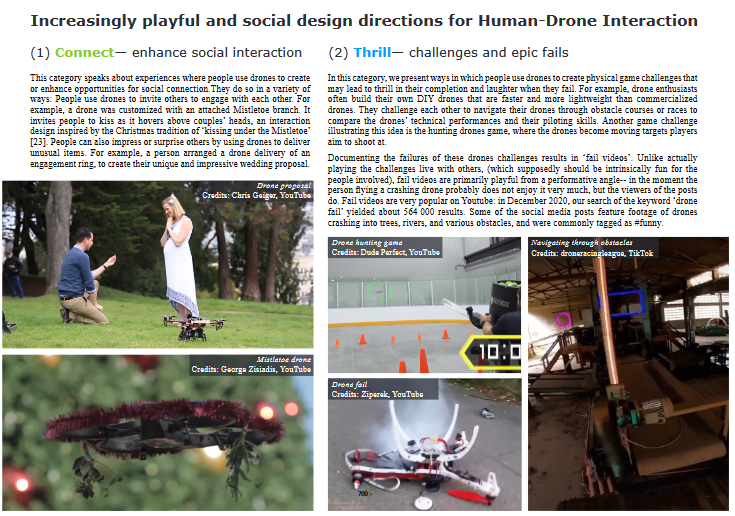 Increasingly playful and social design directions for Human-Drone Interaction
(1) Connect— enhance social interaction
This category speaks about experiences where people use drones to create
or enhance opportunities for social connection.They do so in a variety of
ways: People use drones to invite others to engage with each other. For
example, a drone was customized with an attached Mistletoe branch. It
invites people to kiss as it hovers above couples' heads, an interaction
design inspired by the Christmas tradition of 'kissing under the Mistletoe'
[23]. People can also impress or surprise others by using drones to deliver
unusual items. For example, a person arranged a drone delivery of an
engagement ring, to create their unique and impressive wedding proposal.
Drone proposal
Credits: Chris Geiger, YouTube
Mistletoe drone
Credits: George Zisiadis, YouTube
(2) Thrill— challenges and epic fails
In this category, we present ways in which people use drones to create physical game challenges that
may lead to thrill in their completion and laughter when they fail. For example, drone enthusiasts
often build their own DIY drones that are faster and more lightweight than commercialized
drones. They challenge each other to navigate their drones through obstacle courses or races to
compare the drones' technical performances and their piloting skills. Another game challenge
illustrating this idea is the hunting drones game, where the drones become moving targets players
aim to shoot at.
Documenting the failures of these drones challenges results in 'fail videos'. Unlike actually
playing the challenges live with others, (which supposedly should be intrinsically fun for the
people involved), fail videos are primarily playful from a performative angle-- in the moment the
person flying a crashing drone probably does not enjoy it very much, but the viewers of the posts
do. Fail videos are very popular on Youtube: in December 2020, our search of the keyword 'drone
fail' yielded about 564 000 results. Some of the social media posts feature footage of drones
crashing into trees, rivers, and various obstacles, and were commonly tagged as #funny.
Drone hunting game
Credits: Dude Perfect, YouTube
10:0
Navigating through obstacles
Credits: droneracingleague, TikTok
Drone fail
Credits: Ziperek, YouTube
700